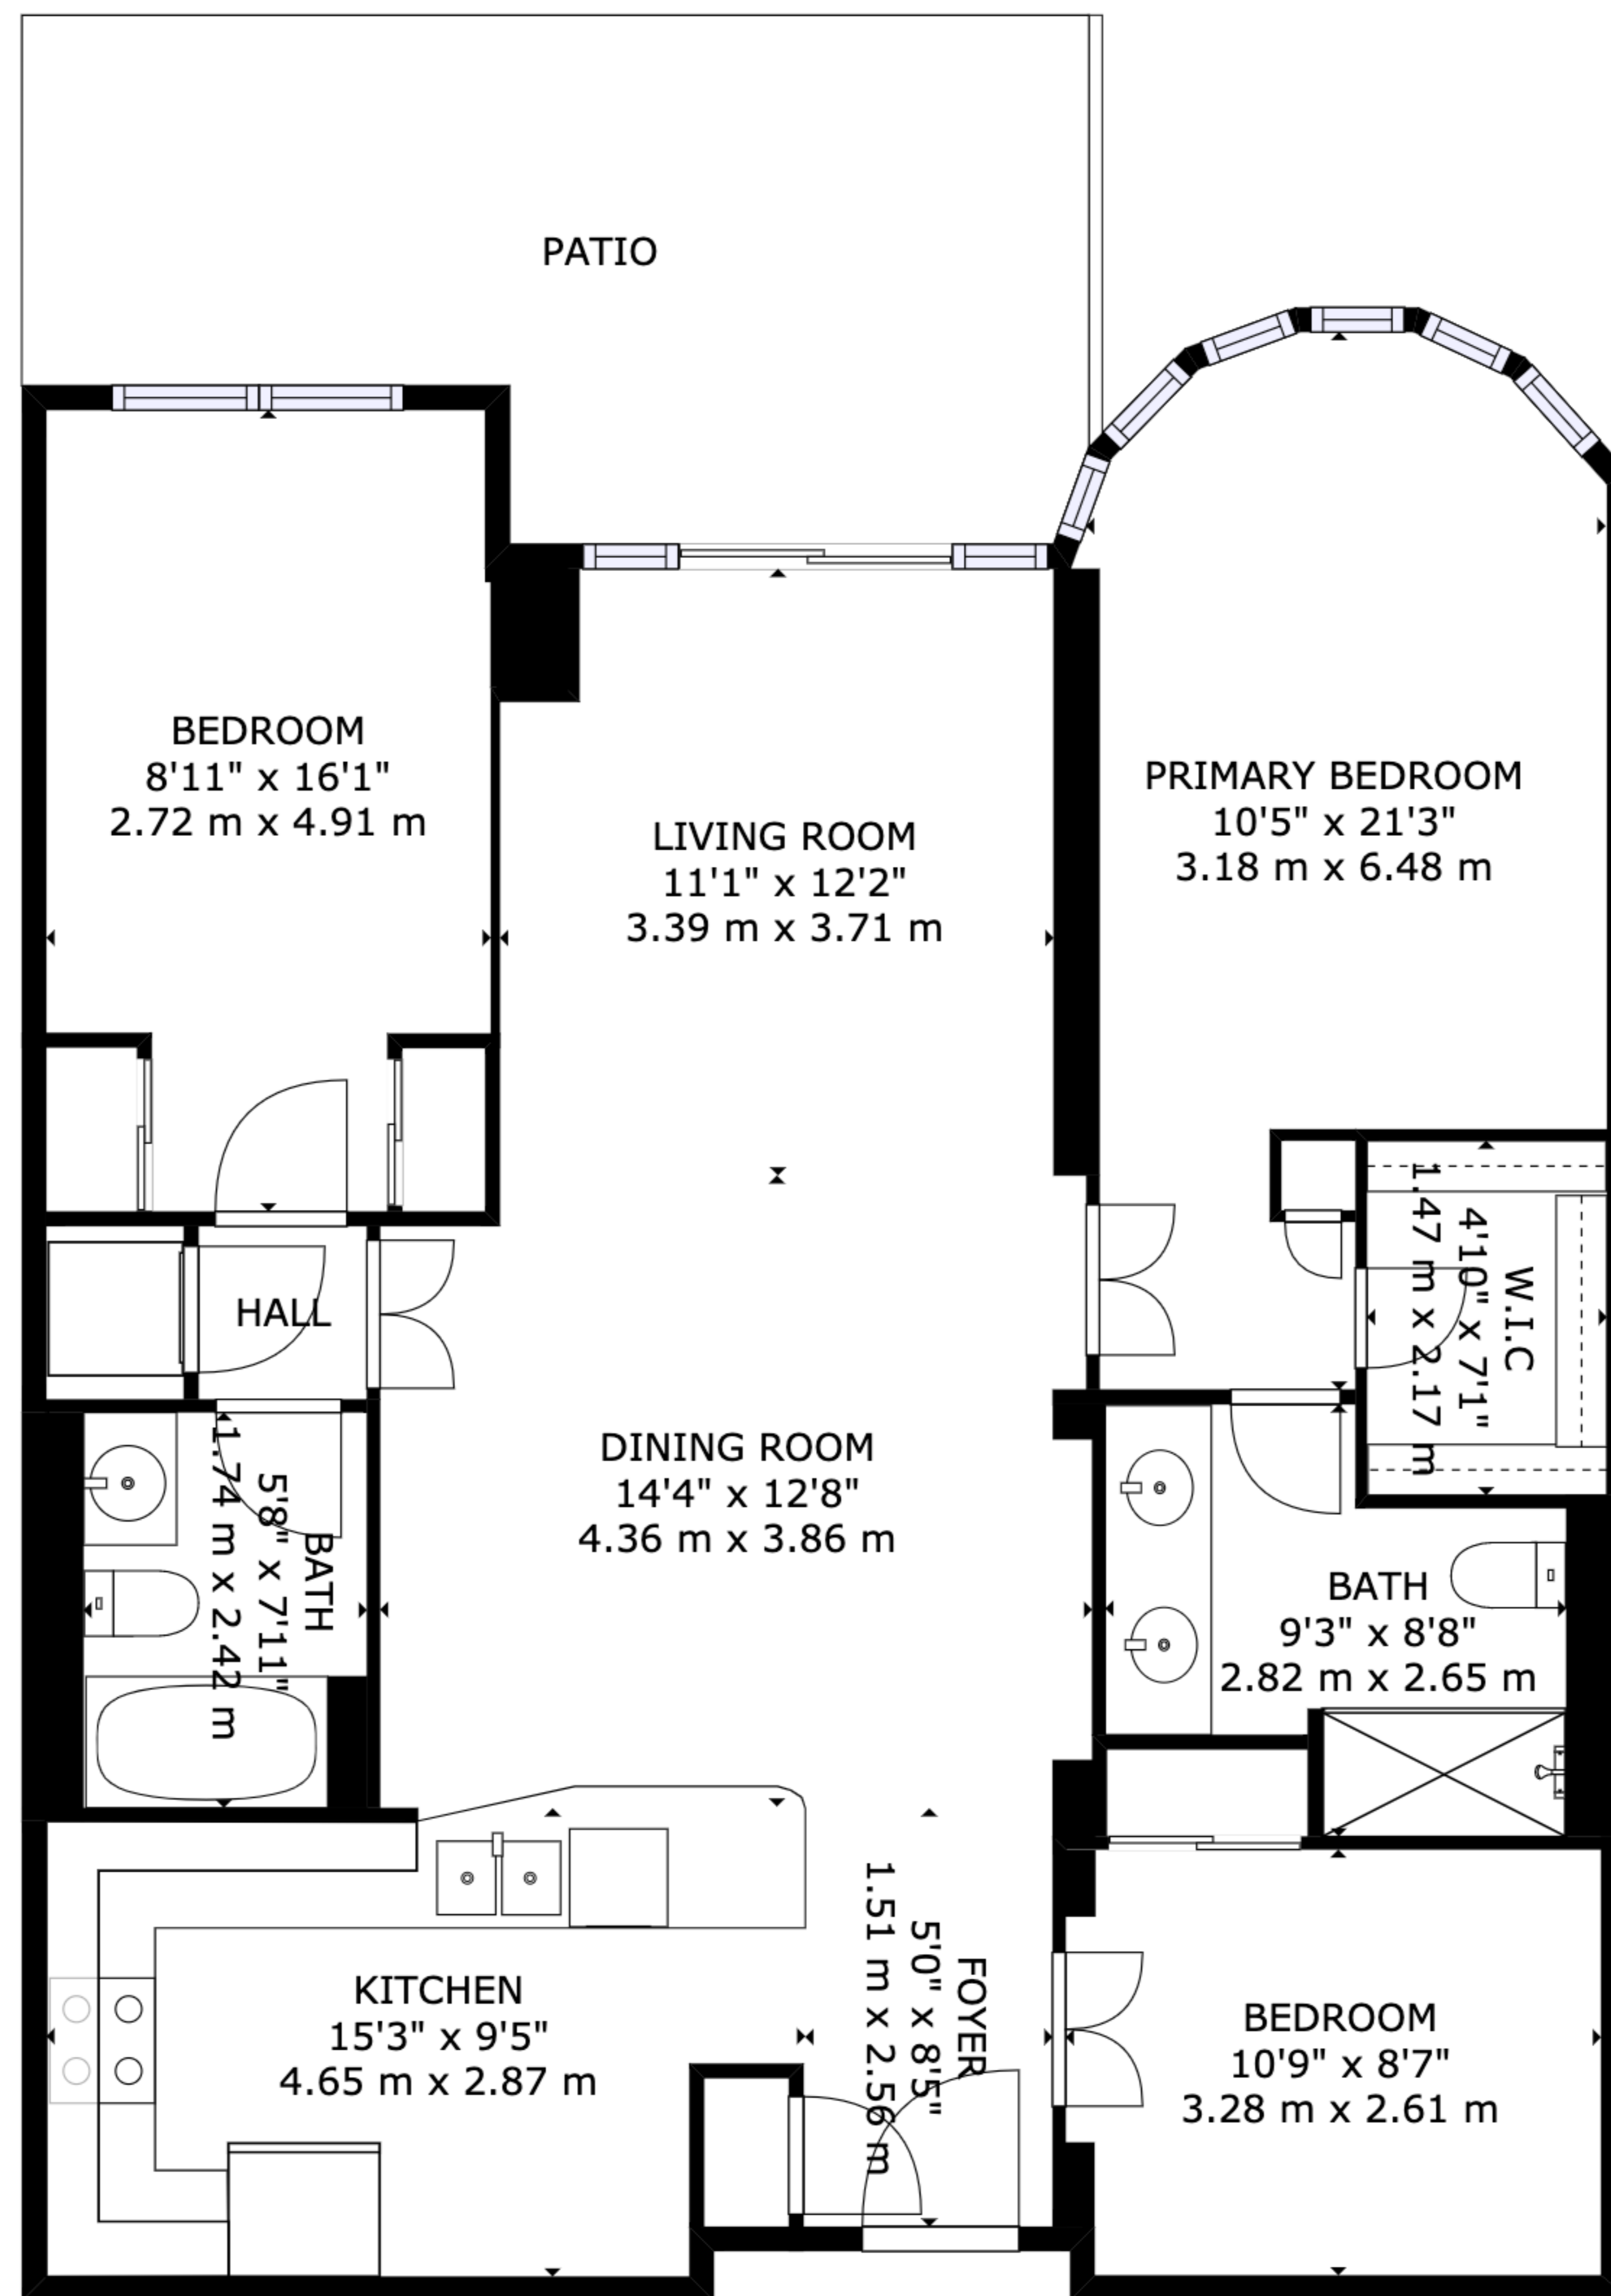 PATIO
BEDROOM
8'11" x 16'1"
2.72 m x 4.91 m
LIVING ROOM
11'1" x 12'2"
3.39 m x 3.71 m
PRIMARY BEDROOM
10'5" x 21'3"
3.18 m x 6.48 m
HALL
W.I.C
4'10" x 7'1"
1.47 m x 2.17 m
DINING ROOM
14'4" x 12'8"
4.36 m x 3.86 m
BATH
5'8" x 7'11"
1.74 m x 2.42 m
BATH
9'3" x 8'8"
2.82 m x 2.65 m
KITCHEN
15'3" x 9'5"
4.65 m x 2.87 m
FOYER
5'0" x 8'5"
1.51 m x 2.56 m
BEDROOM
10'9" x 8'7"
3.28 m x 2.61 m